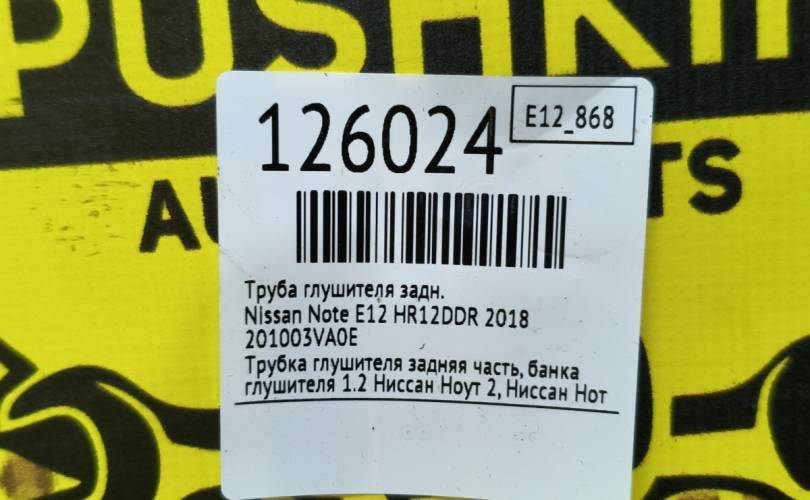 PUSHKI
126024
E12_868
AU
TS
Труба глушителя задн.
Nissan Note E12 HR12DDR 2018
201003VA0E
Трубка глушителя задняя часть, банка
глушителя 1.2 Ниссан Ноут 2, Ниссан Нот